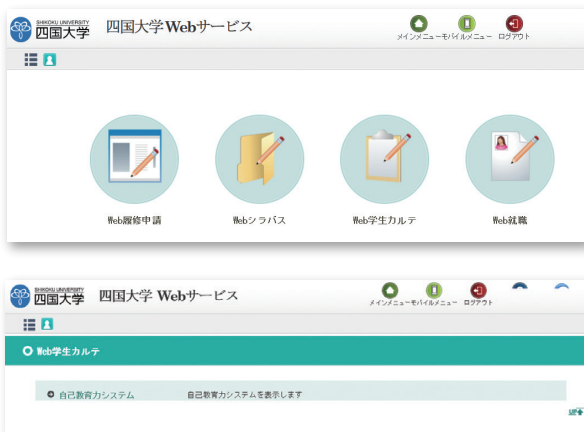 SHIKOKU UNIVERSITY
四国大学 四国大学Webサービス
メインメニュー モバイルメニュー ログアウト
Web履修申請 Webシラバス Web学生カルテ Web就職
SHIKOKU UNIVERSITY
四国大学 四国大学 Webサービス
メインメニュー モバイルメニュー ログアウト
Web学生カルテ
自己教育力システム 自己教育力システムを表示します